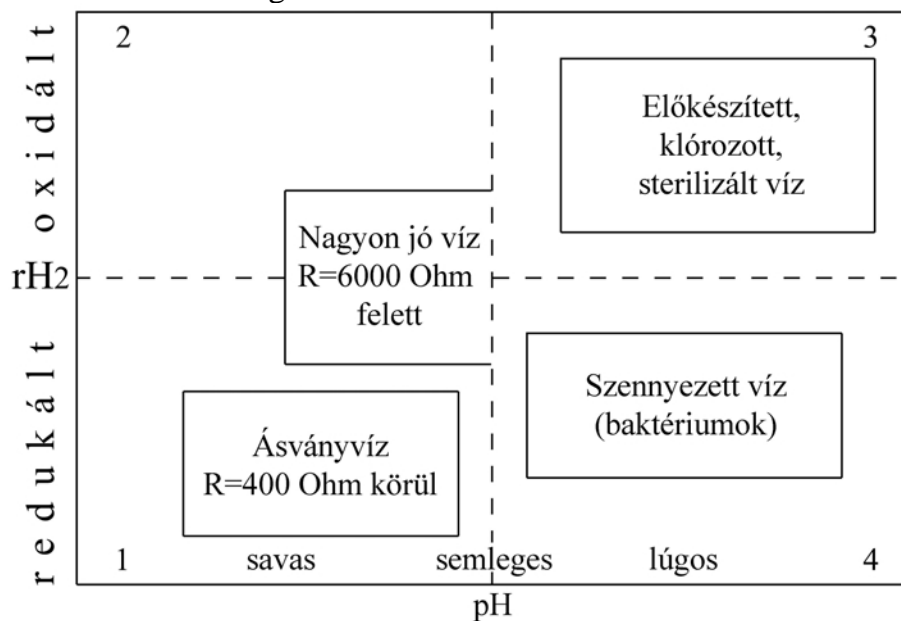 2
3
oxidált
Előkészített,
klórozott,
sterilizált víz
Nagyon jó víz
R=6000 Ohm
felett
rH2
redukált
Szennyezett víz
(baktériumok)
Ásványvíz
R=400 Ohm körül
1
savas
semleges
lúgos
4
pH